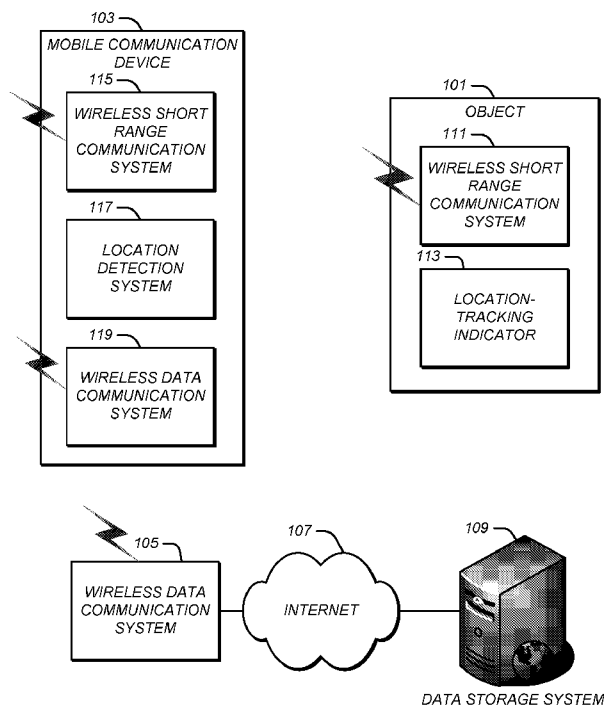 103
MOBILE COMMUNICATION
DEVICE
115
WIRELESS SHORT
RANGE
COMMUNICATION
SYSTEM
117
LOCATION
DETECTION
SYSTEM
119
WIRELESS DATA
COMMUNICATION
SYSTEM
101
OBJECT
111
WIRELESS SHORT
RANGE
COMMUNICATION
SYSTEM
113
LOCATION-
TRACKING
INDICATOR
105
WIRELESS DATA
COMMUNICATION
SYSTEM
107
INTERNET
109
DATA STORAGE SYSTEM